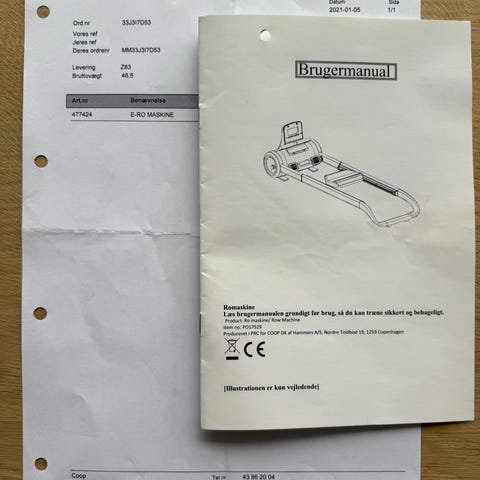 Ord.nr 33J3I7D53
Vores ref
Jeres ref
Deres ordrenr MM33J3I7D53
Levering Z83
Bruttovægt 48,5
Art.nr Benævnelse
477424 E-RO MASKINE
Dato Side
2021-01-05 1/1
Brugermanual
Romaskine
Læs brugermanualen grundigt før brug, så du kan træne sikkert og behageligt.
Product: Ro maskine/ Row Machine
Item no: PO17529
Produceret i PRC for COOP DK af Hammers A/S, Nordre Toldbod 19, 1259 Copenhagen
CE
[Illustrationen er kun vejledende]
Coop Tel nr 43 86 20 04